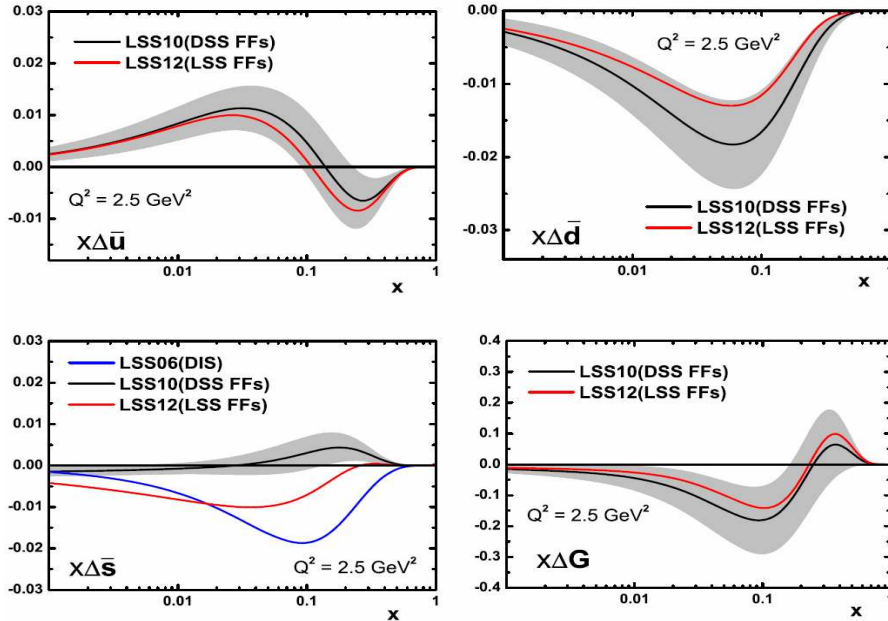 0.03
0.02
0.01
0.00
-0.01
0.01
0.1
1
LSS10(DSS FFs)
LSS12(LSS FFs)
Q² = 2.5 GeV²
xΔū
x
0.00
-0.01
-0.02
-0.03
0.01
0.1
1
Q² = 2.5 GeV²
LSS10(DSS FFs)
LSS12(LSS FFs)
xΔd̄
x
0.03
0.02
0.01
0.00
-0.01
-0.02
-0.03
0.01
0.1
1
LSS06(DIS)
LSS10(DSS FFs)
LSS12(LSS FFs)
xΔs̄
Q² = 2.5 GeV²
x
0.4
0.3
0.2
0.1
0.0
-0.1
-0.2
-0.3
-0.4
0.01
0.1
1
LSS10(DSS FFs)
LSS12(LSS FFs)
Q² = 2.5 GeV²
xΔG
x